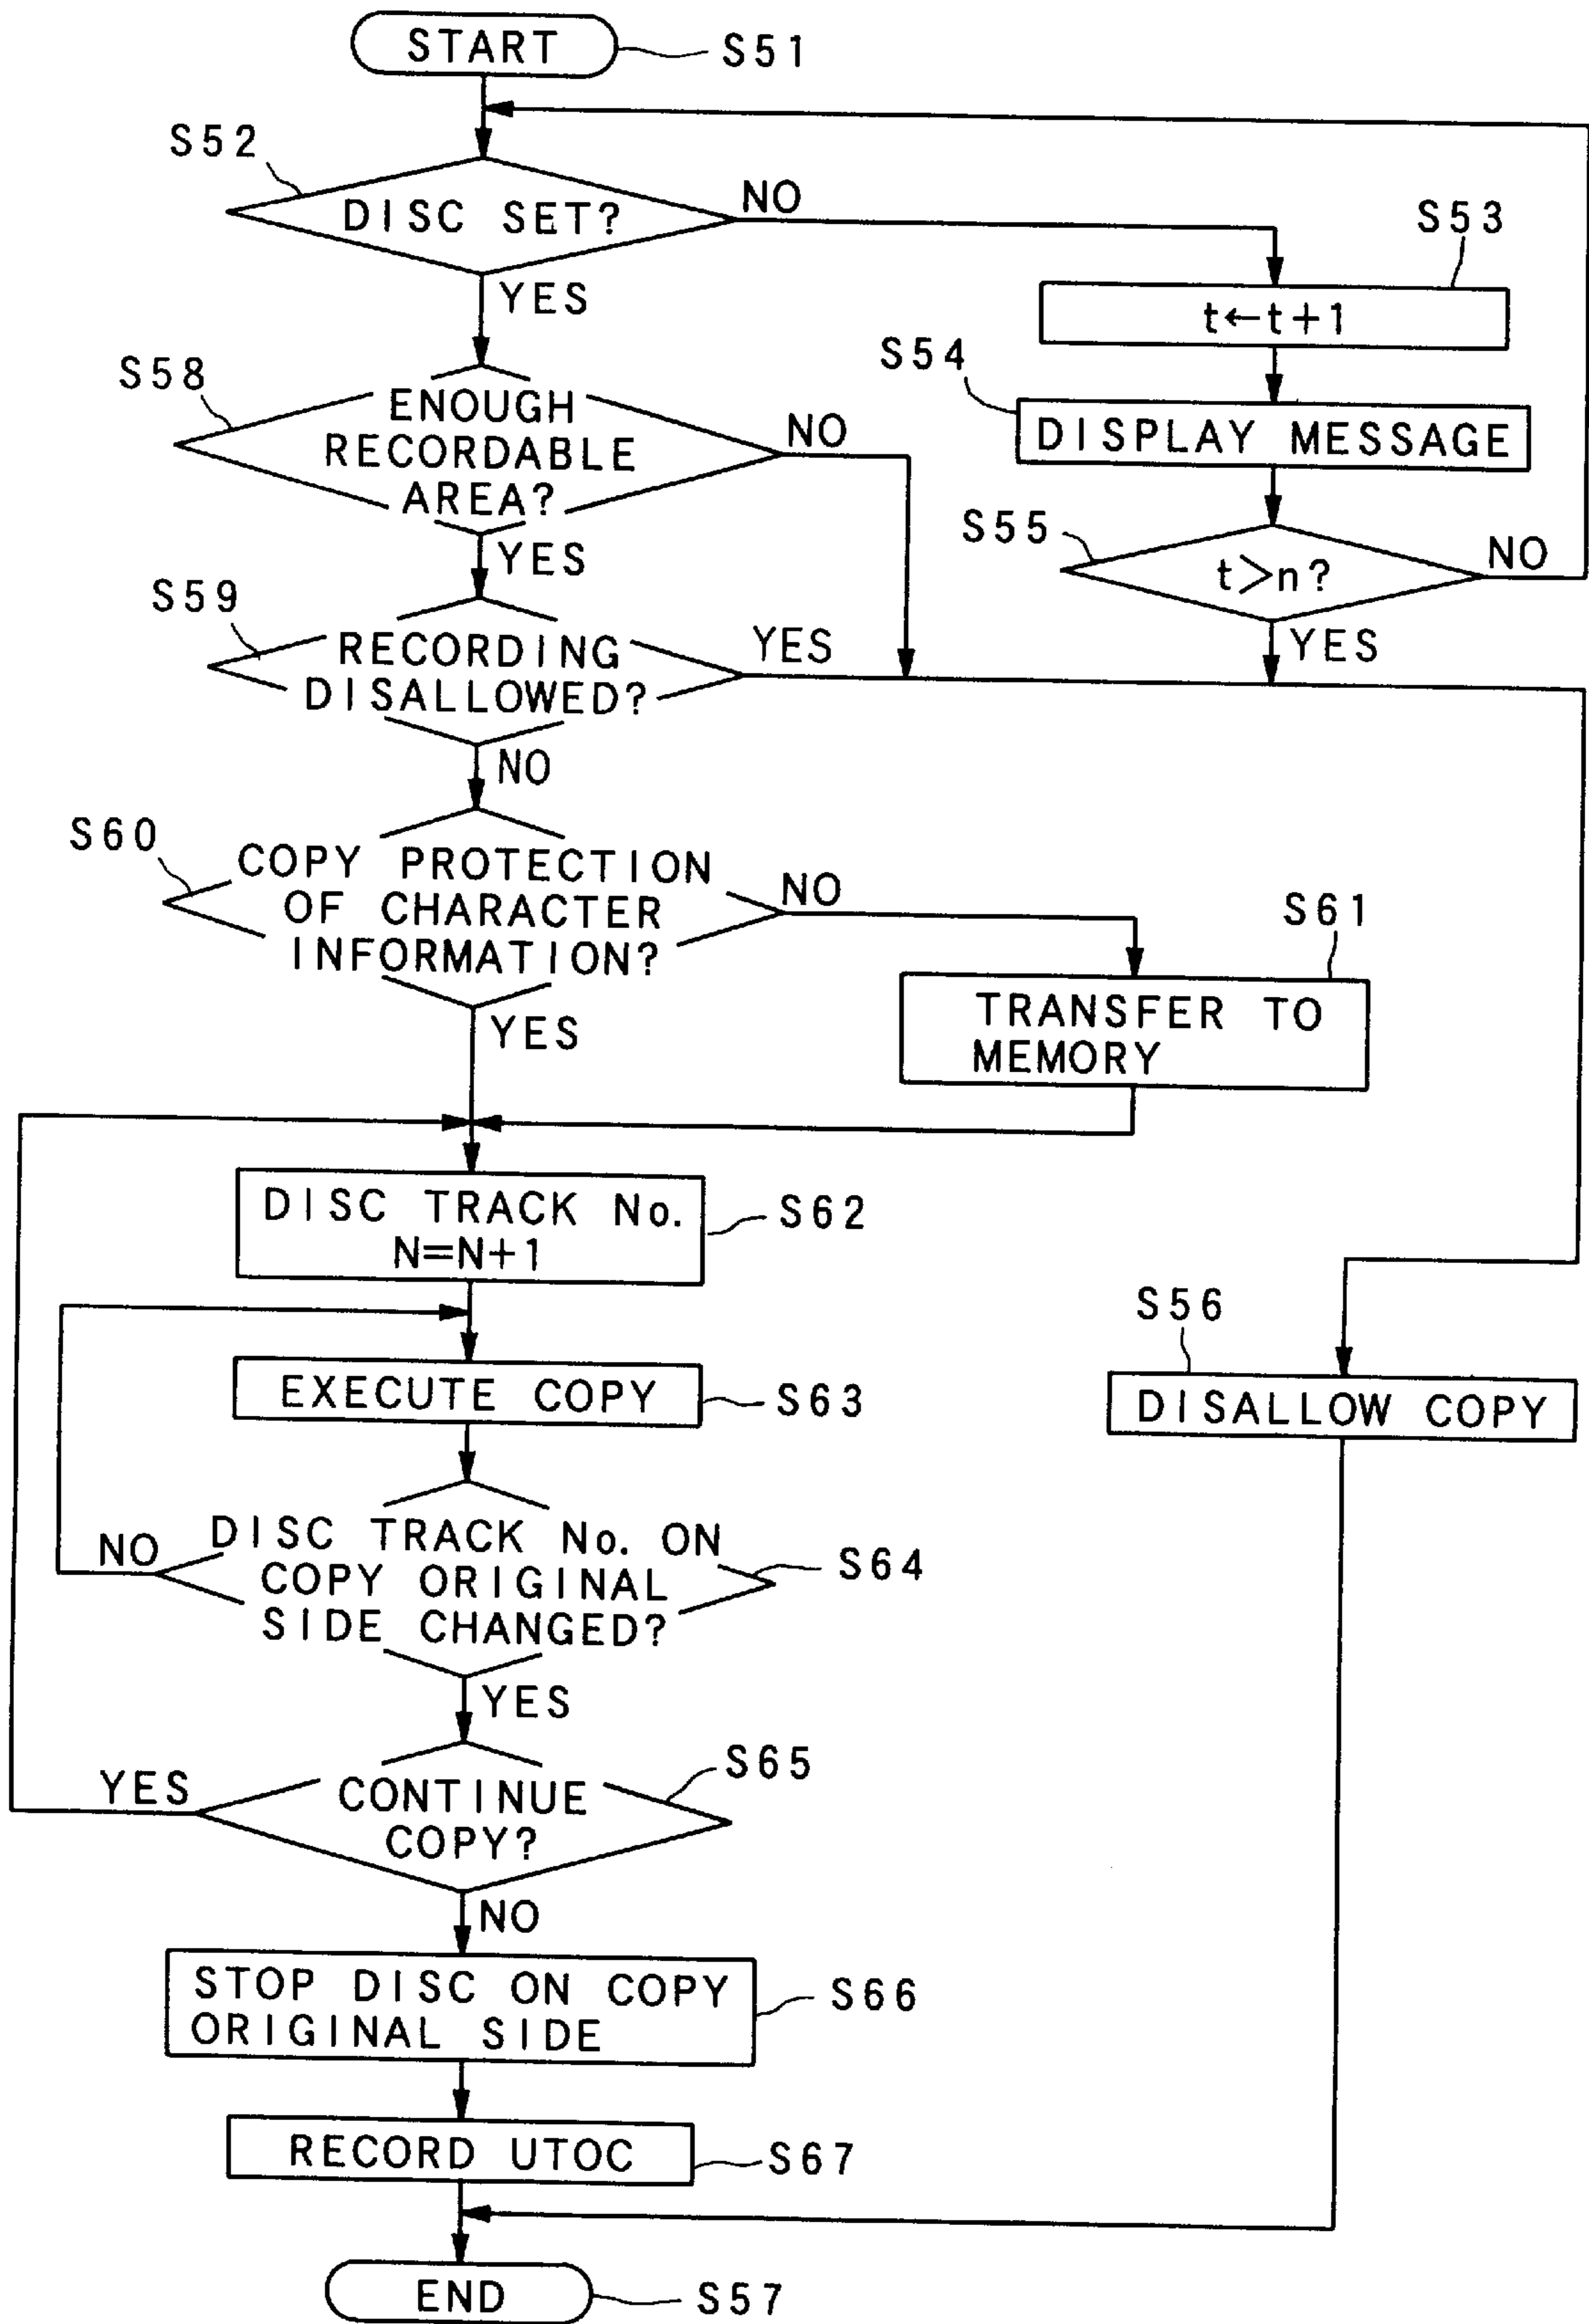 START
S51
S52
DISC SET?
NO
S53
YES
t←t+1
S54
S58
ENOUGH
RECORDABLE
AREA?
NO
DISPLAY MESSAGE
S55
YES
t>n?
NO
S59
RECORDING
DISALLOWED?
YES
YES
NO
S60
COPY PROTECTION
OF CHARACTER
INFORMATION?
NO
S61
YES
TRANSFER TO
MEMORY
DISC TRACK No.
N=N+1
S62
S56
EXECUTE COPY
S63
DISALLOW COPY
NO
DISC TRACK No. ON
COPY ORIGINAL
SIDE CHANGED?
S64
YES
S65
YES
CONTINUE
COPY?
NO
STOP DISC ON COPY
ORIGINAL SIDE
S66
RECORD UTOC
S67
END
S57